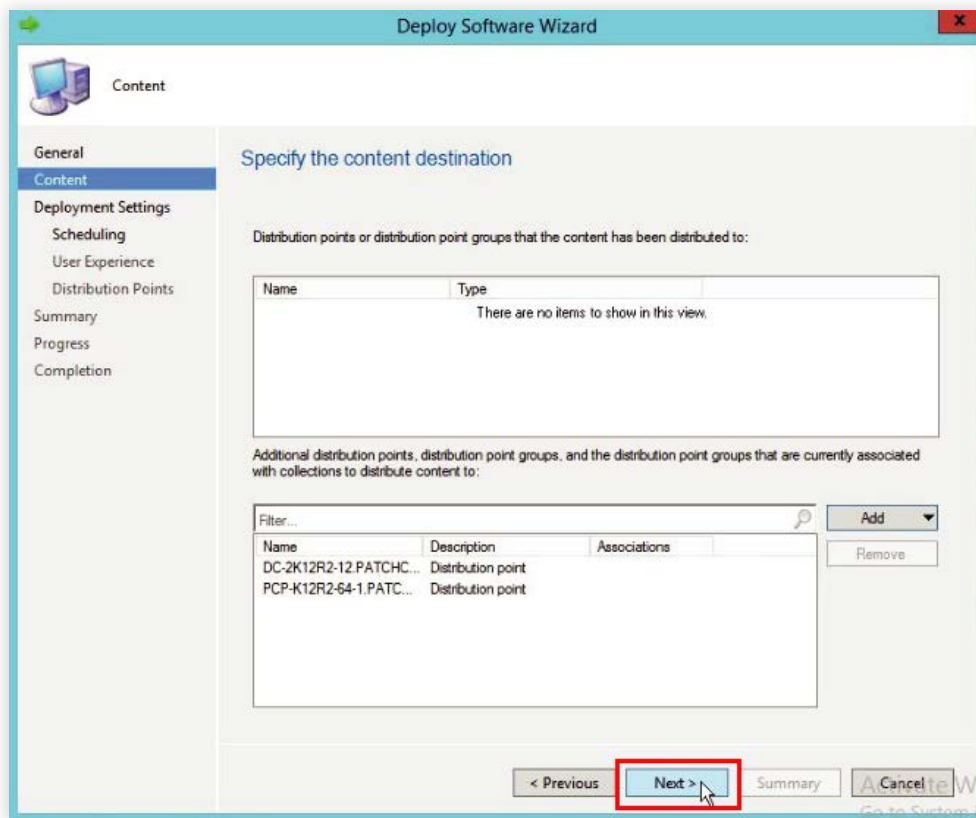 Deploy Software Wizard
x
Content
General
Content
Deployment Settings
Scheduling
User Experience
Distribution Points
Summary
Progress
Completion
Specify the content destination
Distribution points or distribution point groups that the content has been distributed to:
Name Type
There are no items to show in this view.
Additional distribution points, distribution point groups, and the distribution point groups that are currently associated
with collections to distribute content to:
Filter...
Add
Remove
Name Description Associations
DC-2K12R2-12.PATCHC... Distribution point
PCP-K12R2-64-1.PATC... Distribution point
< Previous Next > Summary Cancel
Activate W
Go to System